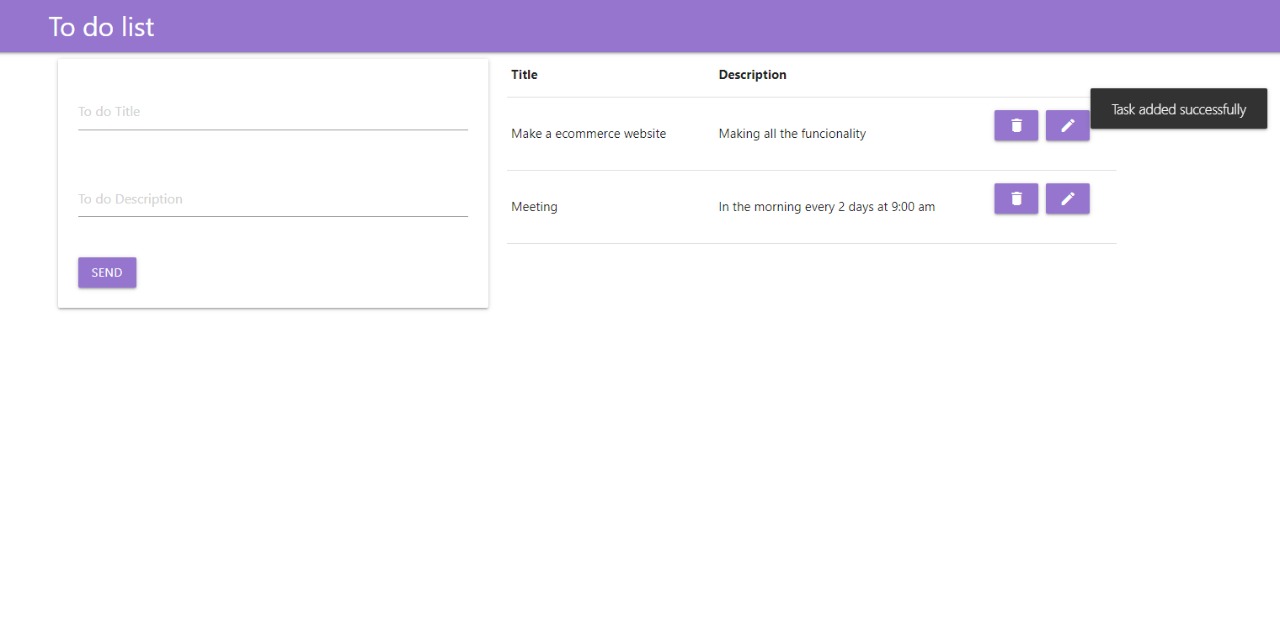 To do list
To do Title
To do Description
SEND
Title Description
Make a ecommerce website Making all the funcionality
Meeting In the morning every 2 days at 9:00 am
Task added successfully